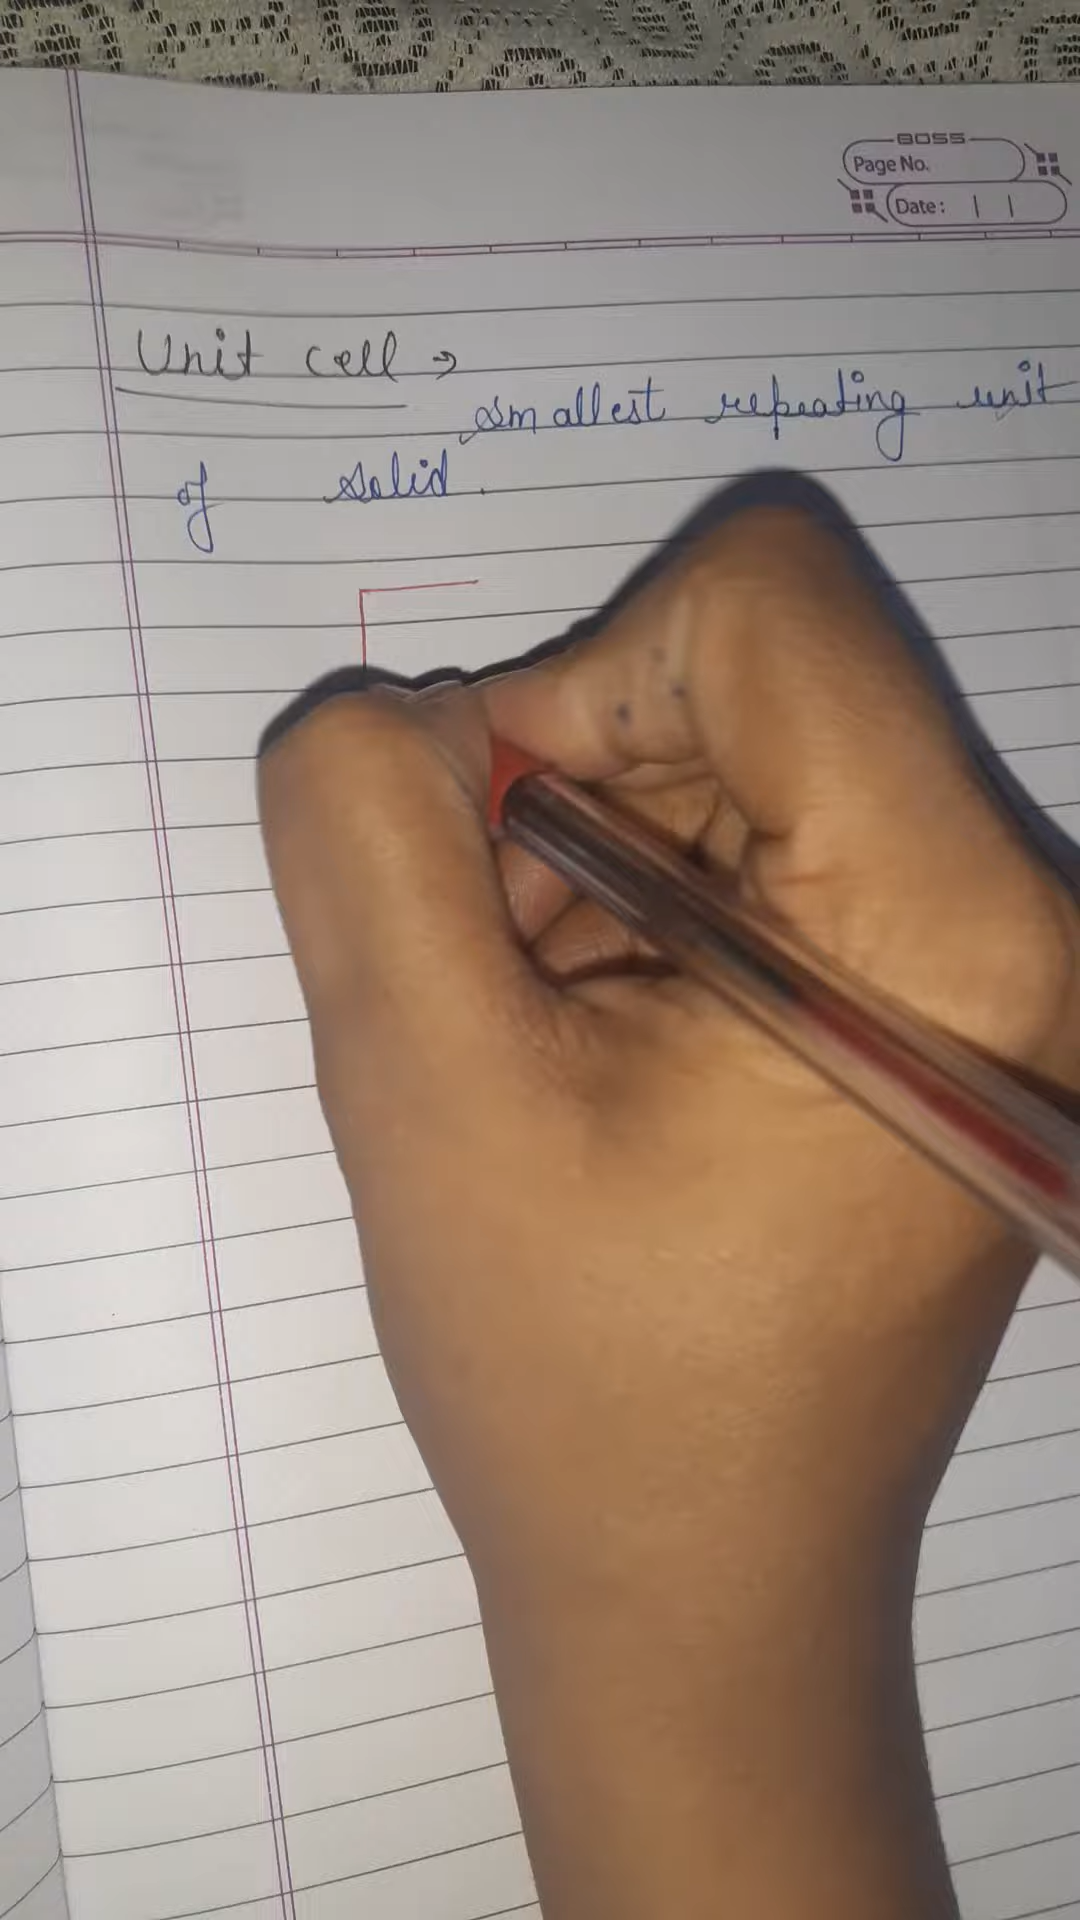 BOSS
Page No.
Date:
Unit cell →
smallest repeating unit
of solid.